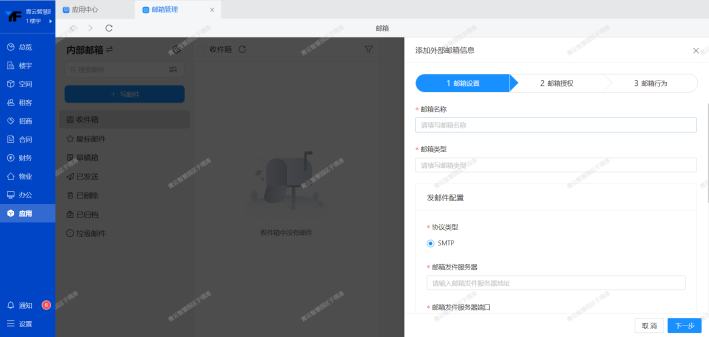 青云智慧园
1 楼宇
应用中心
邮箱管理
邮箱
总览
楼宇
空间
租客
招商
合同
财务
物业
办公
应用
通知
6
设置
内部邮箱
搜索邮件
写邮件
收件箱
星标邮件
草稿箱
已发送
已删除
已归档
垃圾邮件
收件箱
收件箱中没有邮件
添加外部邮箱信息
1 邮箱设置
2 邮箱授权
3 邮箱行为
* 邮箱名称
请填写邮箱名称
* 邮箱类型
请填写邮箱类型
发邮件配置
* 协议类型
SMTP
* 邮箱发件服务器
请输入邮箱发件服务器地址
* 邮箱发件服务器端口
取 消
下一步